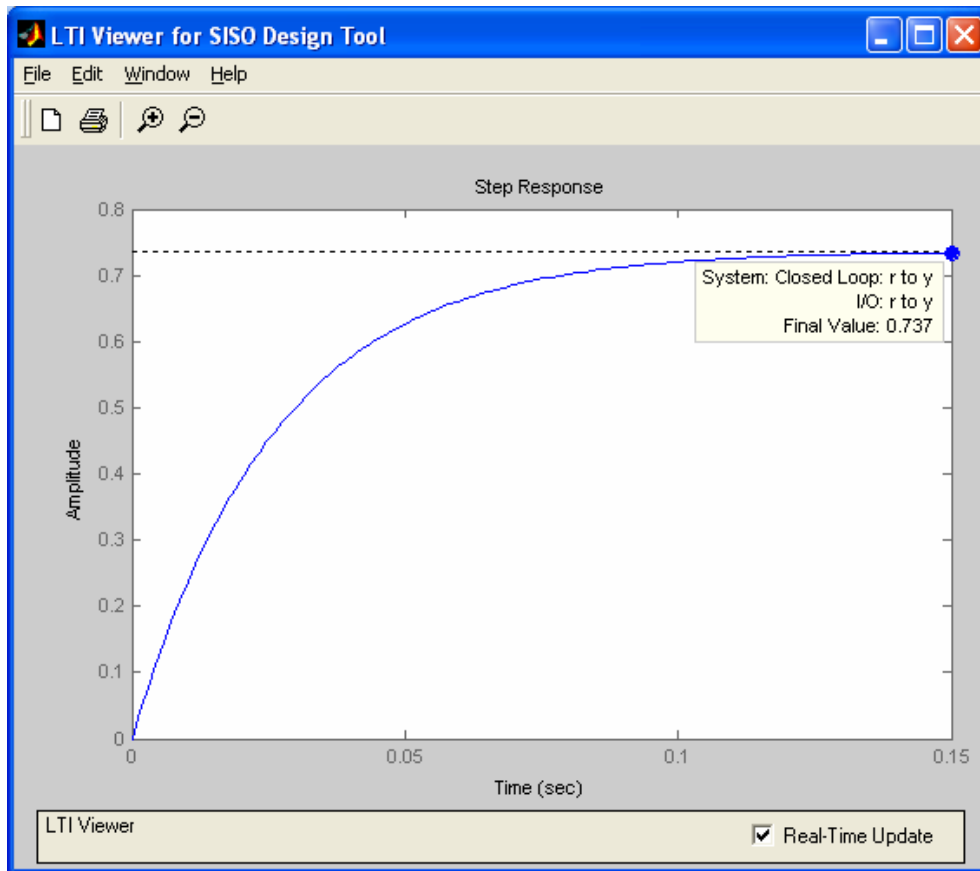 LTI Viewer for SISO Design Tool
File Edit Window Help
Step Response
0.8
0.7
0.6
0.5
0.4
0.3
0.2
0.1
0
Amplitude
System: Closed Loop: r to y
I/O: r to y
Final Value: 0.737
0 0.05 0.1 0.15
Time (sec)
LTI Viewer
Real-Time Update